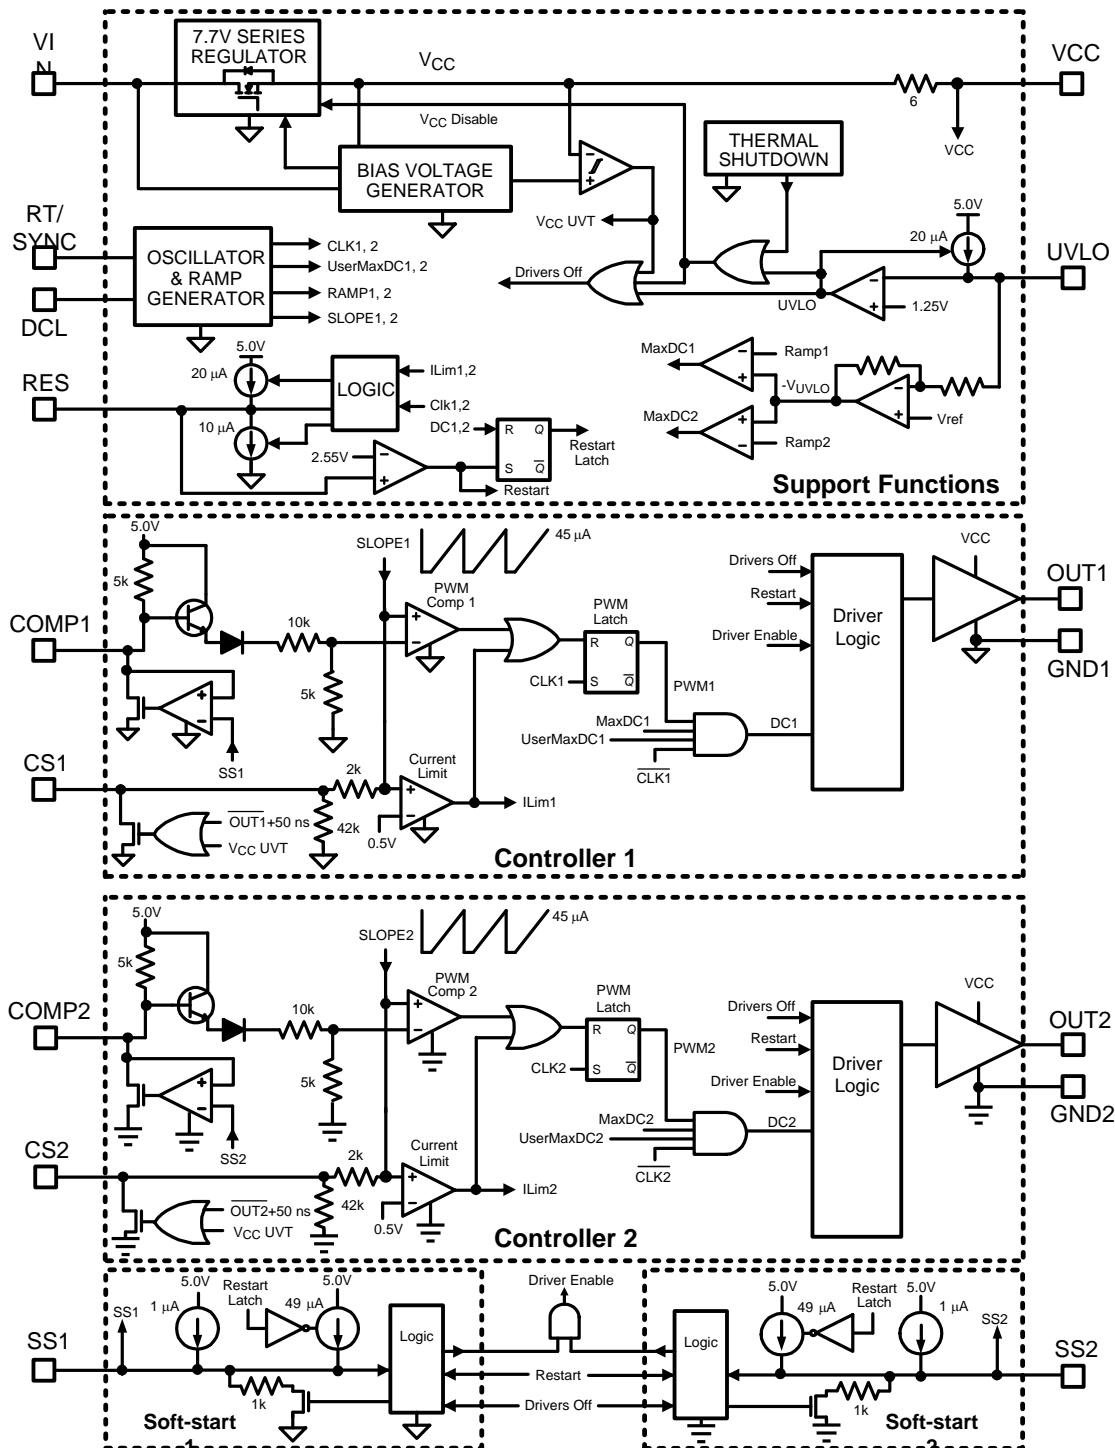 VI
N
7.7V SERIES
REGULATOR
VCC
VCC
6
VCC
VCC Disable
THERMAL
SHUTDOWN
BIAS VOLTAGE
GENERATOR
VCC UVT
5.0V
20 µA
UVLO
RT/
SYNC
DCL
OSCILLATOR
& RAMP
GENERATOR
CLK1, 2
UserMaxDC1, 2
RAMP1, 2
SLOPE1, 2
Drivers Off
UVLO
1.25V
5.0V
20 µA
RES
10 µA
LOGIC
ILim1,2
Clk1,2
DC1,2
MaxDC1
Ramp1
-VUVLO
MaxDC2
Ramp2
Vref
2.55V
R Q
S Q
Restart
Latch
Restart
Support Functions
5.0V
5k
SLOPE1
45 µA
PWM
Comp 1
COMP1
10k
5k
SS1
PWM
Latch
R Q
S Q
CLK1
PWM1
Drivers Off
Restart
Driver Enable
Driver
Logic
VCC
OUT1
GND1
MaxDC1
UserMaxDC1
CLK1
DC1
CS1
2k
Current
Limit
42k
0.5V
ILim1
OUT1+50 ns
VCC UVT
Controller 1
5.0V
5k
SLOPE2
45 µA
PWM
Comp 2
COMP2
10k
5k
SS2
PWM
Latch
R Q
S Q
CLK2
PWM2
Drivers Off
Restart
Driver Enable
Driver
Logic
VCC
OUT2
GND2
MaxDC2
UserMaxDC2
CLK2
DC2
CS2
2k
Current
Limit
42k
0.5V
ILim2
OUT2+50 ns
VCC UVT
Controller 2
5.0V
1 µA
SS1
Restart
Latch
49 µA
5.0V
Logic
SS1
1k
Soft-start
1
Driver Enable
Restart
Drivers Off
Logic
5.0V
49 µA
Restart
Latch
5.0V
1 µA
SS2
SS2
1k
Soft-start
2